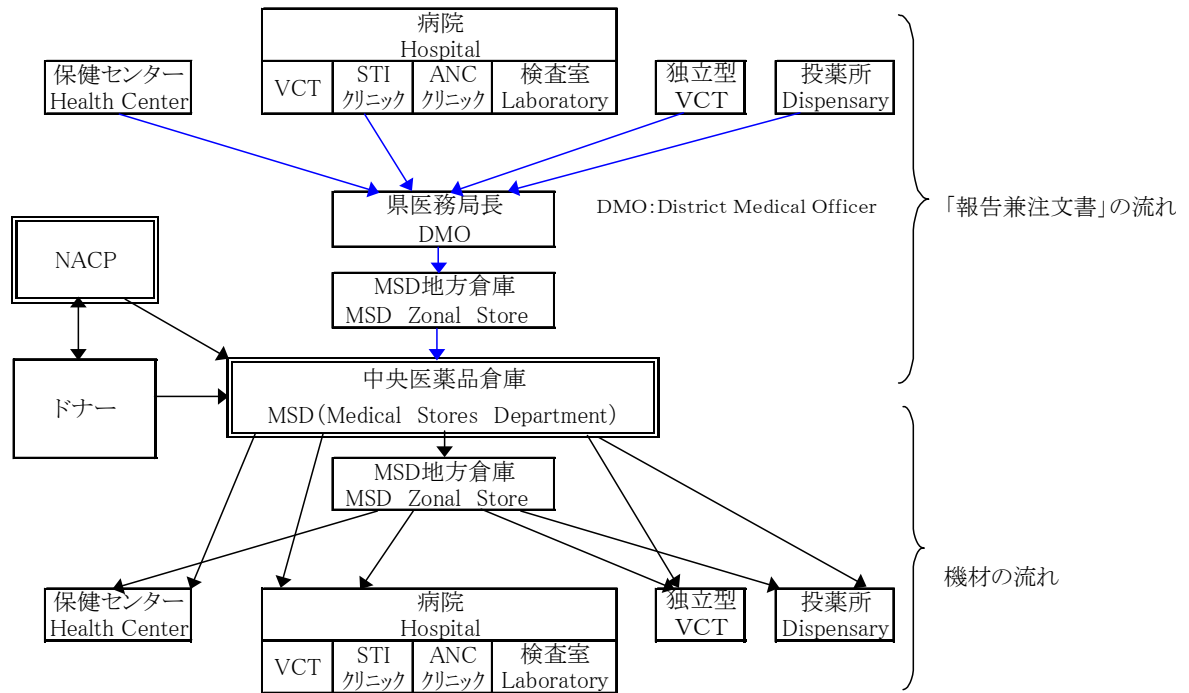 病院
Hospital
保健センター
Health Center
VCT
STI
クリニック
ANC
クリニック
検査室
Laboratory
独立型
VCT
投薬所
Dispensary
県医務局長
DMO
DMO:District Medical Officer
「報告兼注文書」の流れ
NACP
MSD地方倉庫
MSD Zonal Store
ドナー
中央医薬品倉庫
MSD(Medical Stores Department)
MSD地方倉庫
MSD Zonal Store
機材の流れ
保健センター
Health Center
病院
Hospital
VCT
STI
クリニック
ANC
クリニック
検査室
Laboratory
独立型
VCT
投薬所
Dispensary